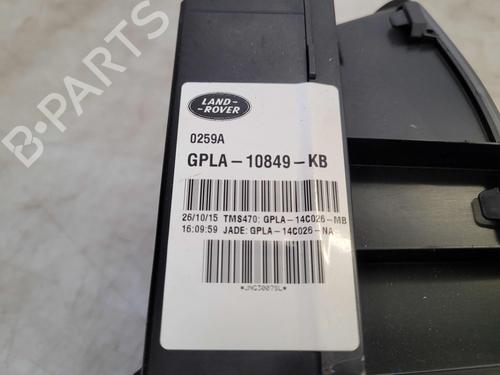 B-PARTS
LAND-
-ROVER
0259A
GPLA-10849-KB
26/10/15 TMS470: GPLA-14C026-MB
16:09:59 JADE: GPLA-14C026-NA